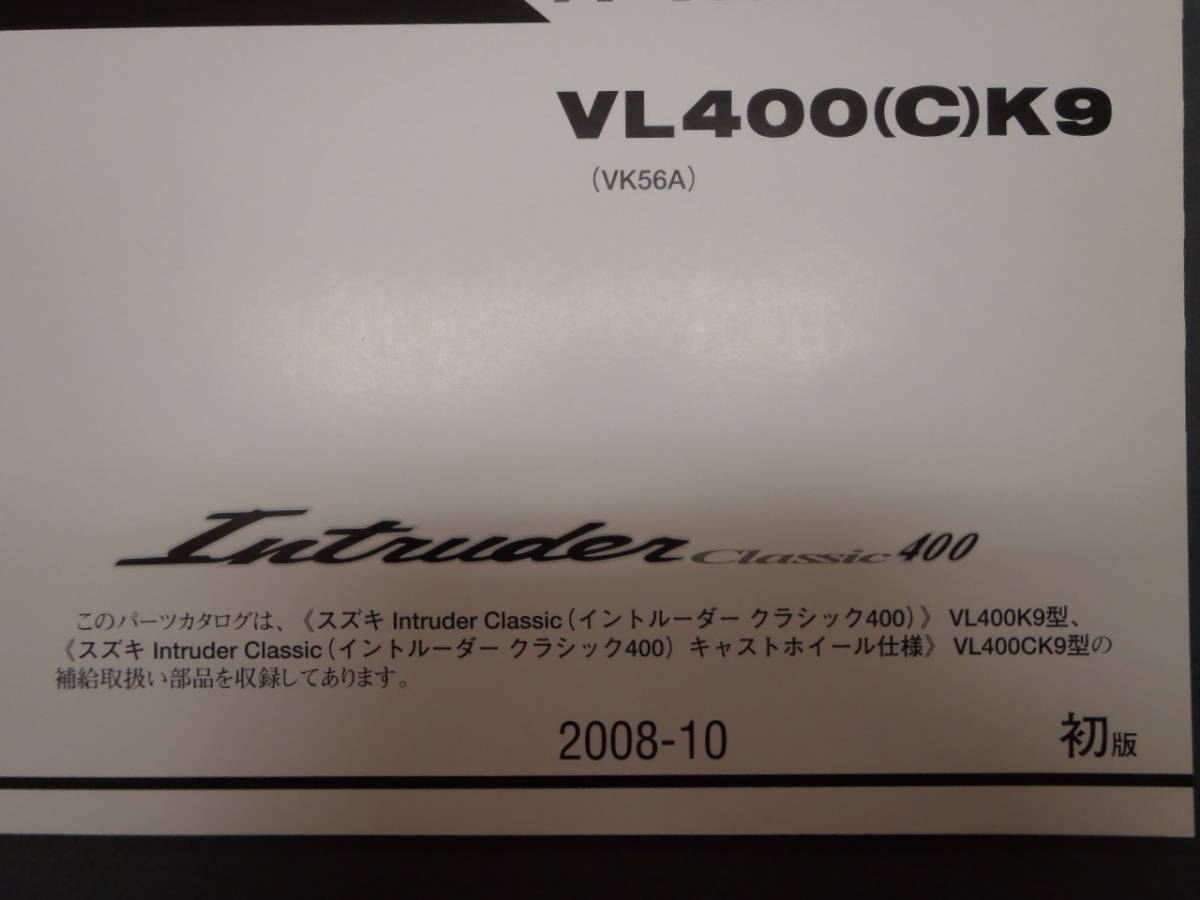 VL400(C)K9
(VK56A)
Intruder Classic 400
このパーツカタログは、《スズキ Intruder Classic(イントルーダー クラシック400)》 VL400K9型、
《スズキ Intruder Classic(イントルーダー クラシック400) キャストホイール仕様》 VL400CK9型の
補給取扱い部品を収録してあります。
2008-10
初版